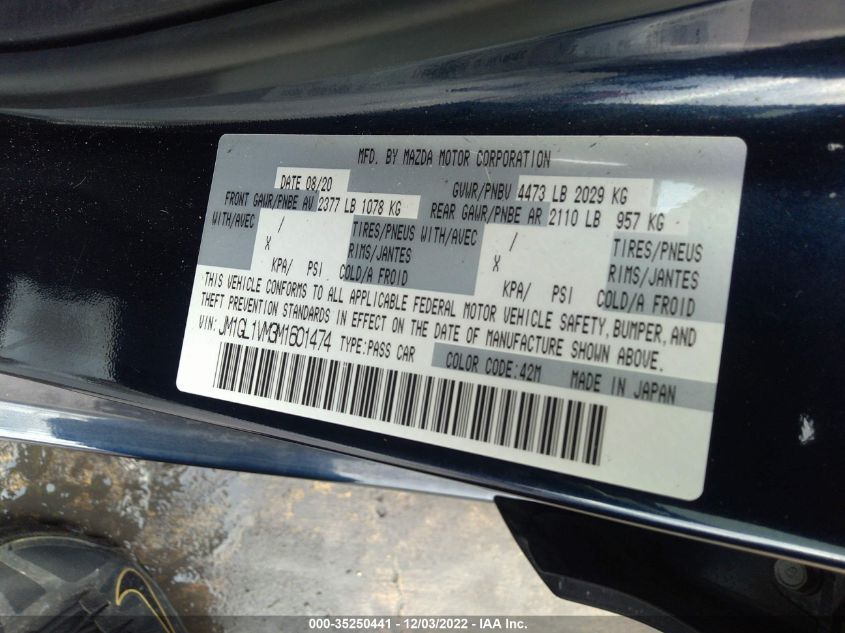 MFD. BY MAZDA MOTOR CORPORATION
DATE 08/20
GVWR/PNBV 4473 LB 2029 KG
FRONT GAWR/PNBE AV 2377 LB 1078 KG
REAR GAWR/PNBE AR 2110 LB 957 KG
WITH/AVEC / TIRES/PNEUS WITH/AVEC / TIRES/PNEUS
X RIMS/JANTES X RIMS/JANTES
KPA/ PSI COLD/A FROID KPA/ PSI COLD/A FROID
THIS VEHICLE CONFORMS TO ALL APPLICABLE FEDERAL MOTOR VEHICLE SAFETY, BUMPER, AND
THEFT PREVENTION STANDARDS IN EFFECT ON THE DATE OF MANUFACTURE SHOWN ABOVE.
VIN: JM1GL1VM3M1601474 TYPE:PASS CAR
COLOR CODE:42M MADE IN JAPAN
000-35250441 - 12/03/2022 - IAA Inc.